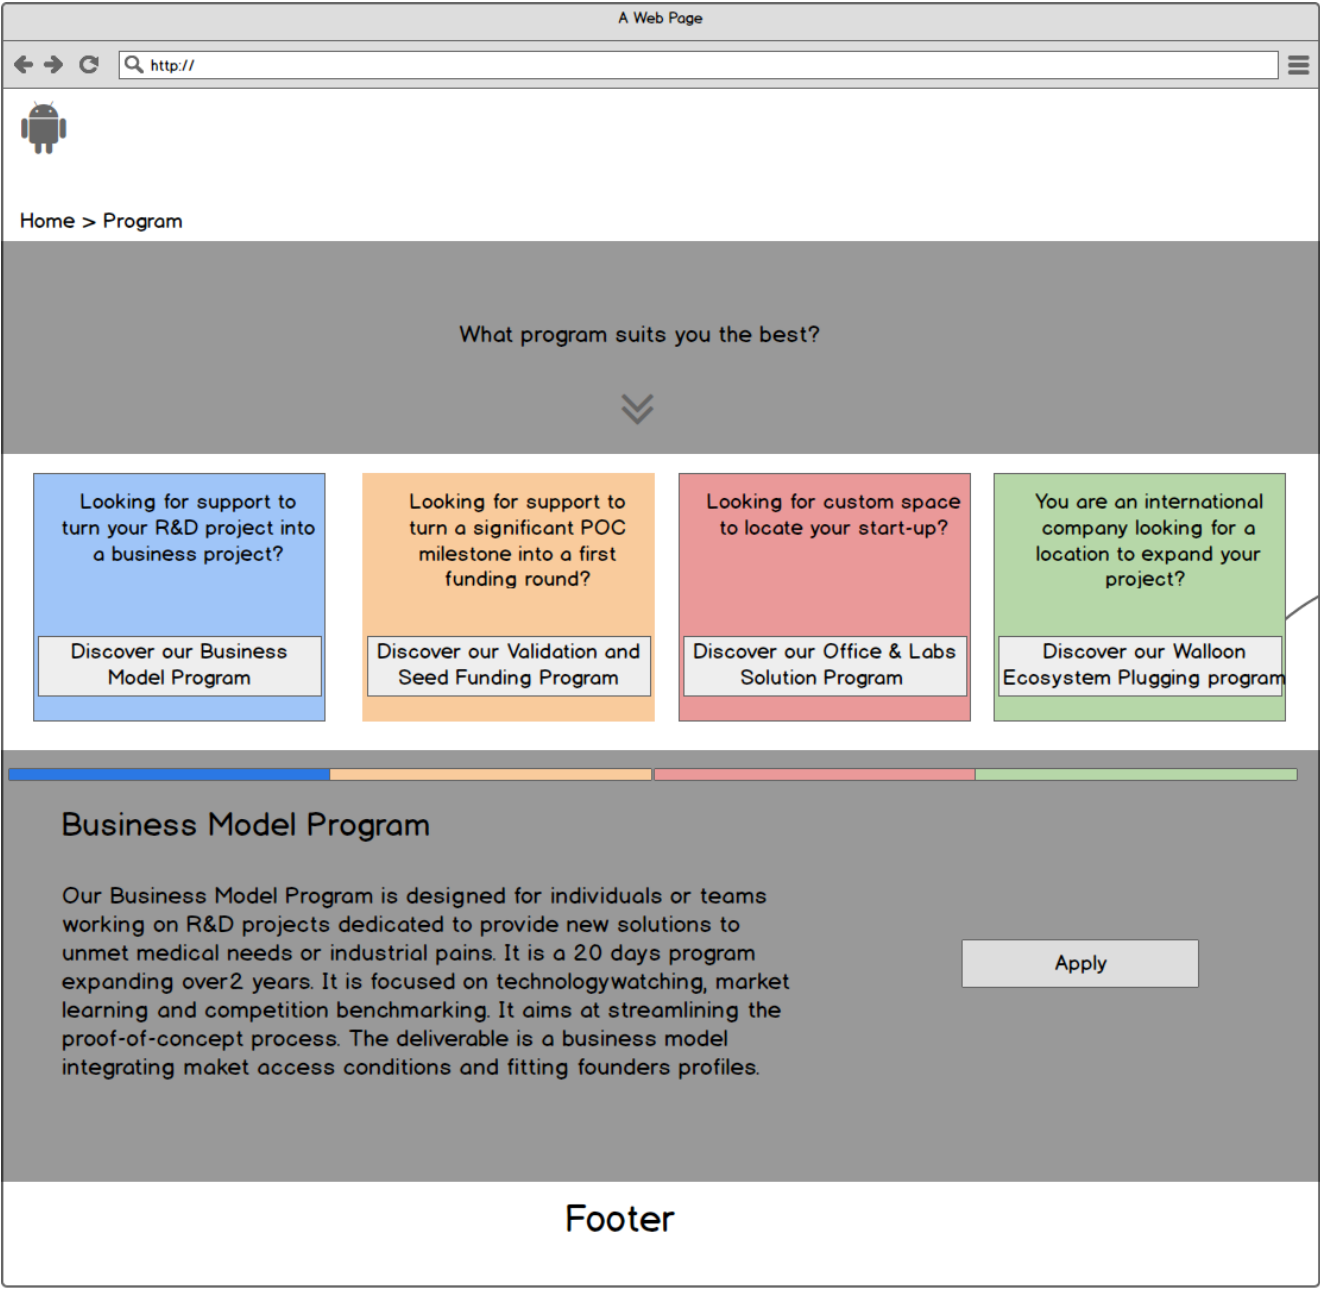 A Web Page
http://
Home > Program
What program suits you the best?
Looking for support to
turn your R&D project into
a business project?
Discover our Business
Model Program
Looking for support to
turn a significant POC
milestone into a first
funding round?
Discover our Validation and
Seed Funding Program
Looking for custom space
to locate your start-up?
Discover our Office & Labs
Solution Program
You are an international
company looking for a
location to expand your
project?
Discover our Walloon
Ecosystem Plugging program
Business Model Program
Our Business Model Program is designed for individuals or teams
working on R&D projects dedicated to provide new solutions to
unmet medical needs or industrial pains. It is a 20 days program
expanding over2 years. It is focused on technologywatching, market
learning and competition benchmarking. It aims at streamlining the
proof-of-concept process. The deliverable is a business model
integrating maket access conditions and fitting founders profiles.
Apply
Footer